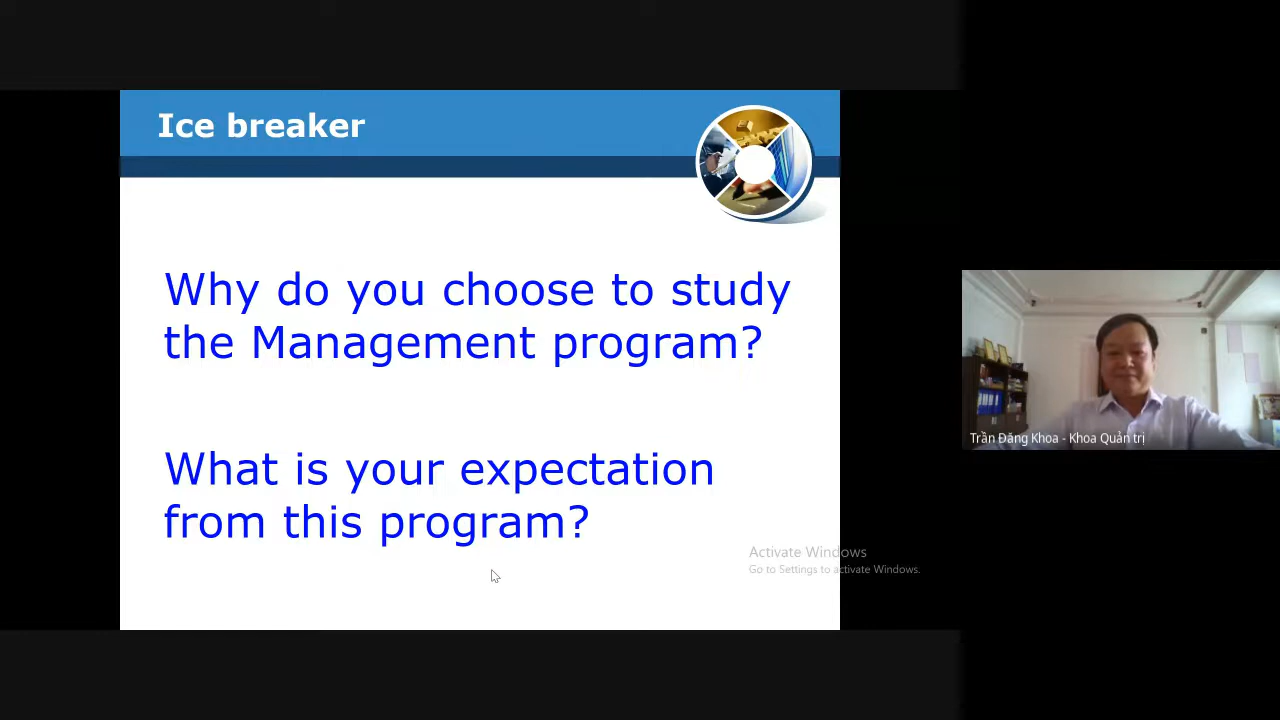 Ice breaker
Why do you choose to study
the Management program?
What is your expectation
from this program?
Activate Windows
Go to Settings to activate Windows.
Trần Đăng Khoa - Khoa Quản trị